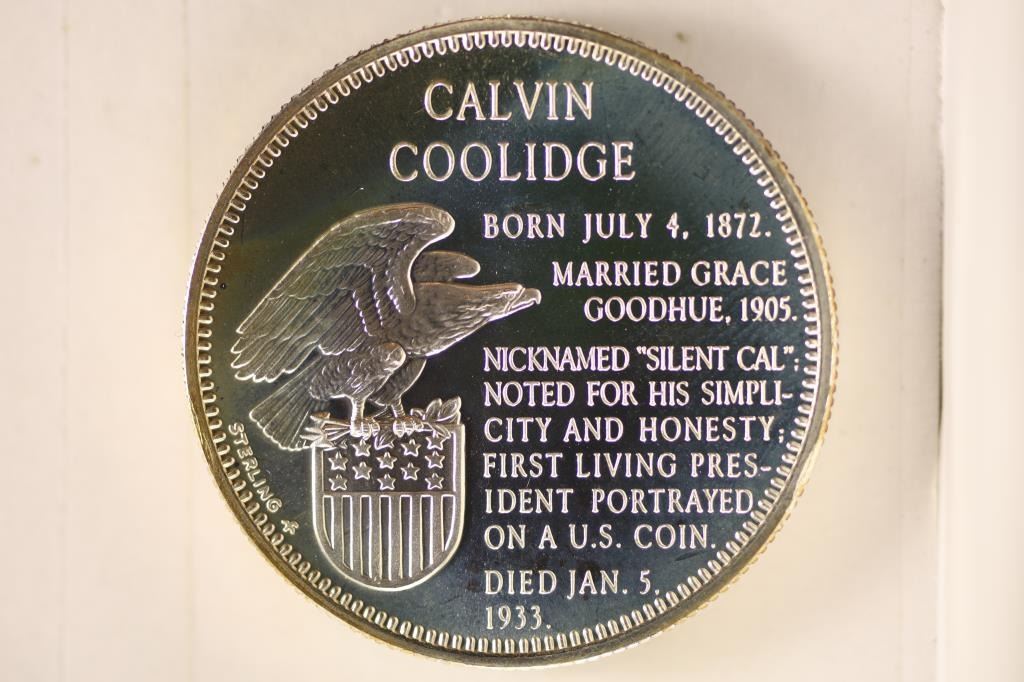 CALVIN
COOLIDGE
BORN JULY 4, 1872.
MARRIED GRACE
GOODHUE, 1905.
NICKNAMED "SILENT CAL";
NOTED FOR HIS SIMPLI-
CITY AND HONESTY;
FIRST LIVING PRES-
IDENT PORTRAYED
ON A U.S. COIN.
DIED JAN. 5,
1933.
STERLING